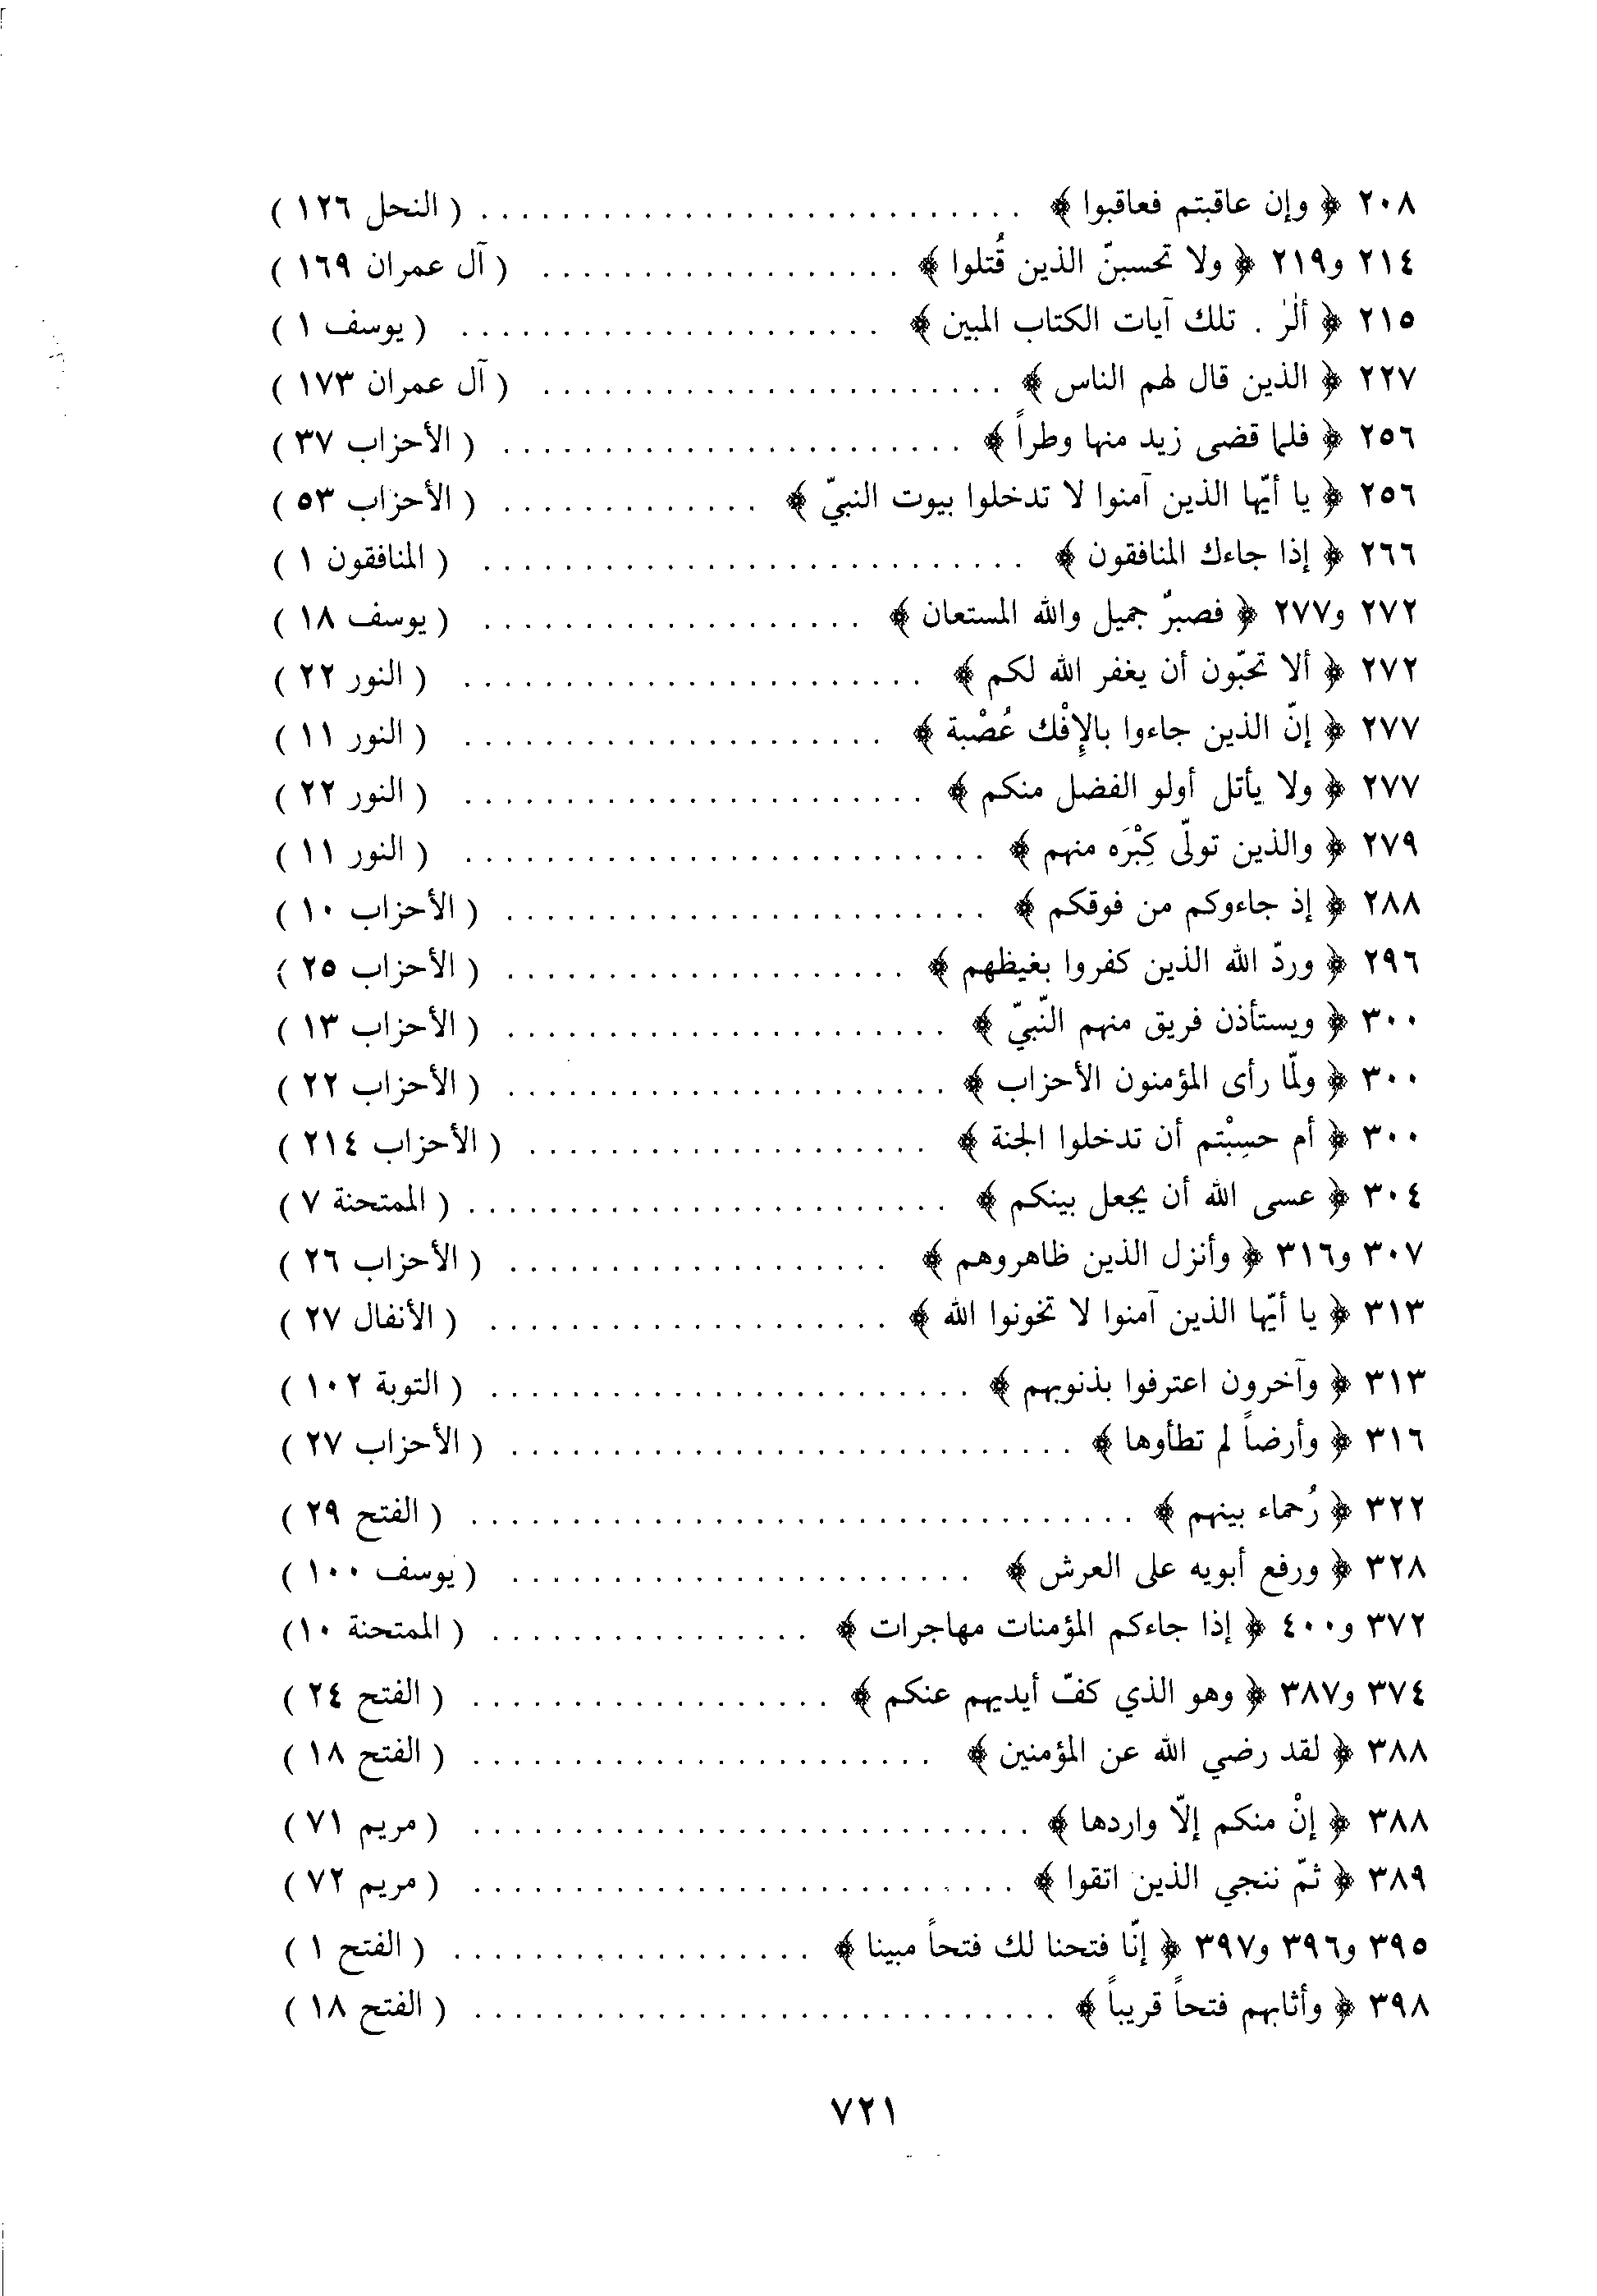 ٢٠٨ ﴿ وإن عاقبتم فعاقبوا ﴾ . . . . . . . . . . ( النحل ١٢٦ )
٢١٤ و٢١٩ ﴿ ولا تحسبنّ الذين قُتلوا ﴾ . . . . . . . . . . ( آل عمران ١٦٩ )
٢١٥ ﴿ ألٰرٰ . تلك آيات الكتاب المبين ﴾ . . . . . . . . . . ( يوسف ١ )
٢٢٧ ﴿ الذين قال لهم الناس ﴾ . . . . . . . . . . ( آل عمران ١٧٣ )
٢٥٦ ﴿ فلما قضى زيد منها وطراً ﴾ . . . . . . . . . . ( الأحزاب ٣٧ )
٢٥٦ ﴿ يا أيّها الذين آمنوا لا تدخلوا بيوت النبيّ ﴾ . . . . . . . . . . ( الأحزاب ٥٣ )
٢٦٦ ﴿ إذا جاءك المنافقون ﴾ . . . . . . . . . . ( المنافقون ١ )
٢٧٢ و٢٧٧ ﴿ فصبرٌ جميل والله المستعان ﴾ . . . . . . . . . . ( يوسف ١٨ )
٢٧٢ ﴿ ألا تحبّون أن يغفر الله لكم ﴾ . . . . . . . . . . ( النور ٢٢ )
٢٧٧ ﴿ إنّ الذين جاءوا بالإِفْك عُصْبة ﴾ . . . . . . . . . . ( النور ١١ )
٢٧٧ ﴿ ولا يأتل أولو الفضل منكم ﴾ . . . . . . . . . . ( النور ٢٢ )
٢٧٩ ﴿ والذين تولّى كِبْرَه منهم ﴾ . . . . . . . . . . ( النور ١١ )
٢٨٨ ﴿ إذ جاءوكم من فوقكم ﴾ . . . . . . . . . . ( الأحزاب ١٠ )
٢٩٦ ﴿ وردّ الله الذين كفروا بغيظهم ﴾ . . . . . . . . . . ( الأحزاب ٢٥ )
٣٠٠ ﴿ ويستأذن فريق منهم النّبيّ ﴾ . . . . . . . . . . ( الأحزاب ١٣ )
٣٠٠ ﴿ ولّما رأى المؤمنون الأحزاب ﴾ . . . . . . . . . . ( الأحزاب ٢٢ )
٣٠٠ ﴿ أم حسِبْتم أن تدخلوا الجنة ﴾ . . . . . . . . . . ( الأحزاب ٢١٤ )
٣٠٤ ﴿ عسى الله أن يجعل بينكم ﴾ . . . . . . . . . . ( الممتحنة ٧ )
٣٠٧ و٣١٦ ﴿ وأنزل الذين ظاهروهم ﴾ . . . . . . . . . . ( الأحزاب ٢٦ )
٣١٣ ﴿ يا أيّها الذين آمنوا لا تخونوا الله ﴾ . . . . . . . . . . ( الأنفال ٢٧ )
٣١٣ ﴿ وآخرون اعترفوا بذنوبهم ﴾ . . . . . . . . . . ( التوبة ١٠٢ )
٣١٦ ﴿ وأرضاً لم تطأوها ﴾ . . . . . . . . . . ( الأحزاب ٢٧ )
٣٢٢ ﴿ رُحماء بينهم ﴾ . . . . . . . . . . ( الفتح ٢٩ )
٣٢٨ ﴿ ورفع أبويه على العرش ﴾ . . . . . . . . . . ( يوسف ١٠٠ )
٣٧٢ و٤٠٠ ﴿ إذا جاءكم المؤمنات مهاجرات ﴾ . . . . . . . . . . ( الممتحنة ١٠)
٣٧٤ و٣٨٧ ﴿ وهو الذي كفّ أيديهم عنكم ﴾ . . . . . . . . . . ( الفتح ٢٤ )
٣٨٨ ﴿ لقد رضي الله عن المؤمنين ﴾ . . . . . . . . . . ( الفتح ١٨ )
٣٨٨ ﴿ إنْ منكم إلّا واردها ﴾ . . . . . . . . . . ( مريم ٧١ )
٣٨٩ ﴿ ثمّ ننجي الذين اتقوا ﴾ . . . . . . . . . . ( مريم ٧٢ )
٣٩٥ و٣٩٦ و٣٩٧ ﴿ إنّا فتحنا لك فتحاً مبينا ﴾ . . . . . . . . . . ( الفتح ١ )
٣٩٨ ﴿ وأثابهم فتحاً قريباً ﴾ . . . . . . . . . . ( الفتح ١٨ )
٧٢١